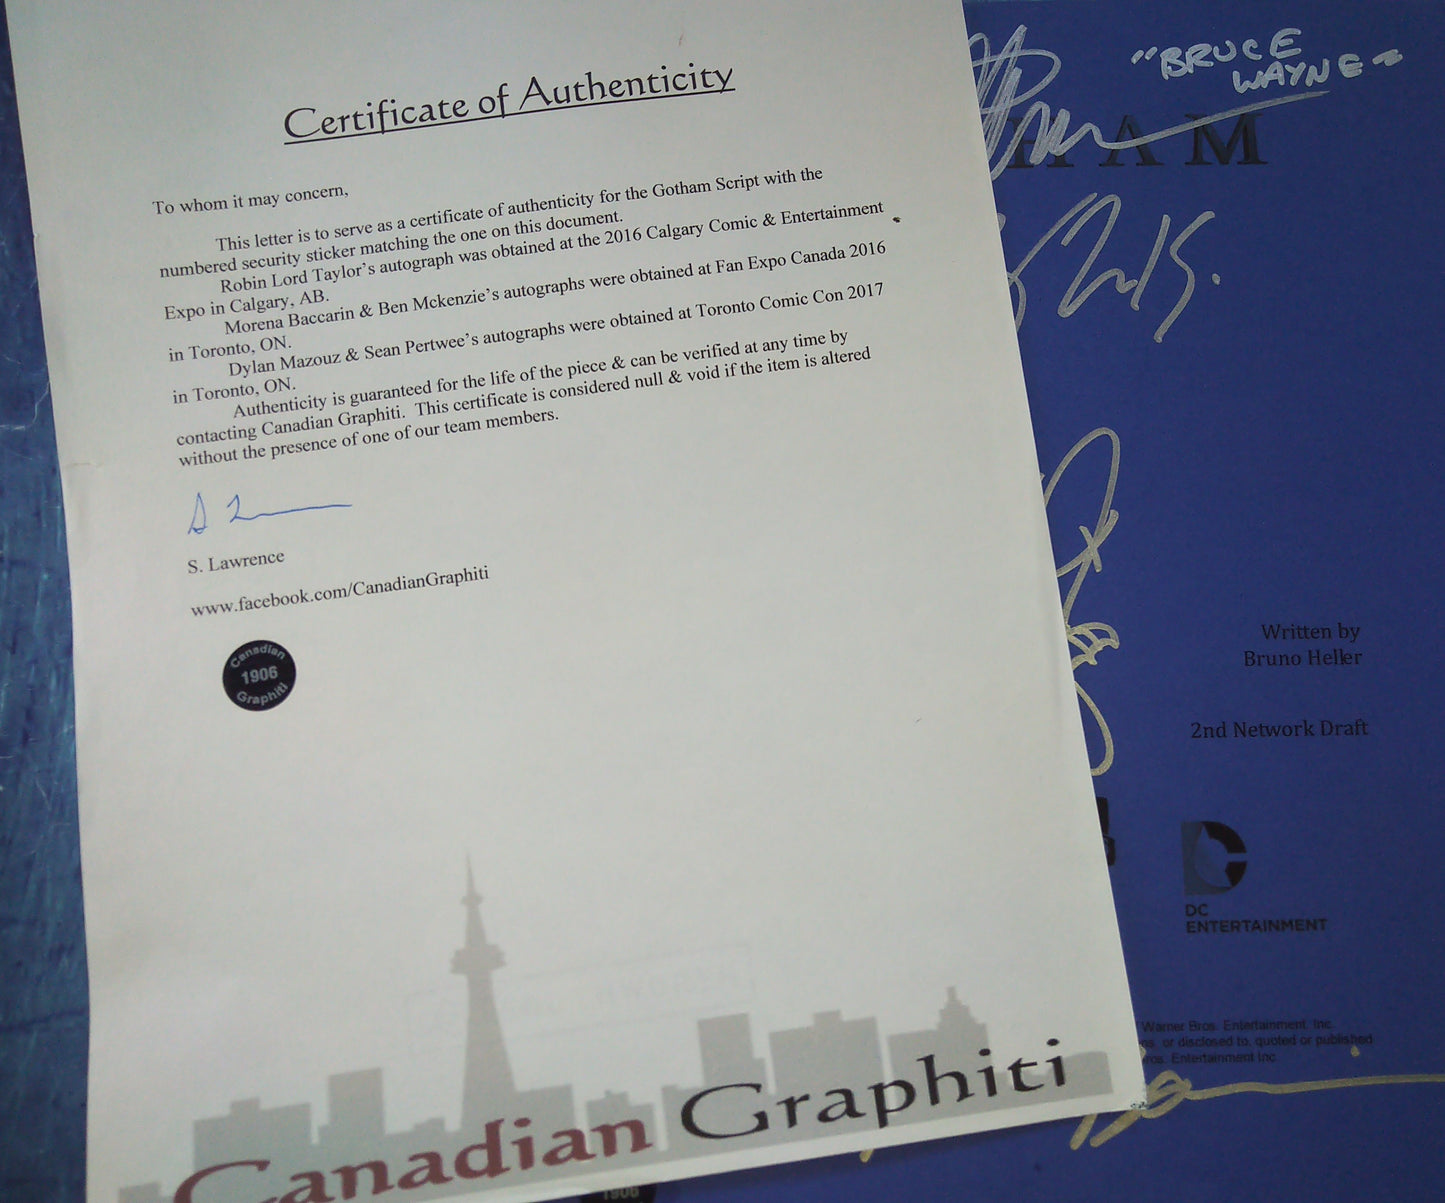 Certificate of Authenticity
To whom it may concern,
This letter is to serve as a certificate of authenticity for the Gotham Script with the
numbered security sticker matching the one on this document.
Robin Lord Taylor's autograph was obtained at the 2016 Calgary Comic & Entertainment
Expo in Calgary, AB.
Morena Baccarin & Ben Mckenzie's autographs were obtained at Fan Expo Canada 2016
in Toronto, ON.
Dylan Mazouz & Sean Pertwee's autographs were obtained at Toronto Comic Con 2017
in Toronto, ON.
Authenticity is guaranteed for the life of the piece & can be verified at any time by
contacting Canadian Graphiti. This certificate is considered null & void if the item is altered
without the presence of one of our team members.
S. Lawrence
www.facebook.com/CanadianGraphiti
Canadian
1906
Graphiti
Canadian Graphiti
"BRUCE
WAYNE"
HAM
Written by
Bruno Heller
2nd Network Draft
DC
ENTERTAINMENT
Warner Bros. Entertainment Inc.
or disclosed to, quoted or published
Entertainment Inc
1906